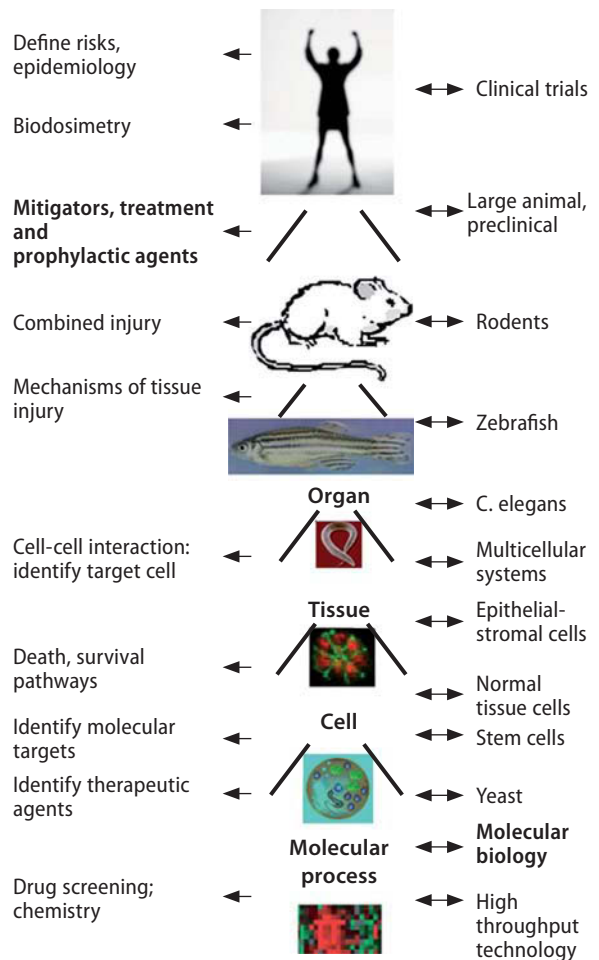 Define risks,
epidemiology
Clinical trials
Biodosimetry
Mitigators, treatment
and
prophylactic agents
Large animal,
preclinical
Combined injury
Rodents
Mechanisms of tissue
injury
Zebrafish
Organ
C. elegans
Cell-cell interaction:
identify target cell
Multicellular
systems
Tissue
Epithelial-
stromal cells
Death, survival
pathways
Normal
tissue cells
Cell
Identify molecular
targets
Stem cells
Identify therapeutic
agents
Yeast
Molecular
process
Molecular
biology
Drug screening;
chemistry
High
throughput
technology